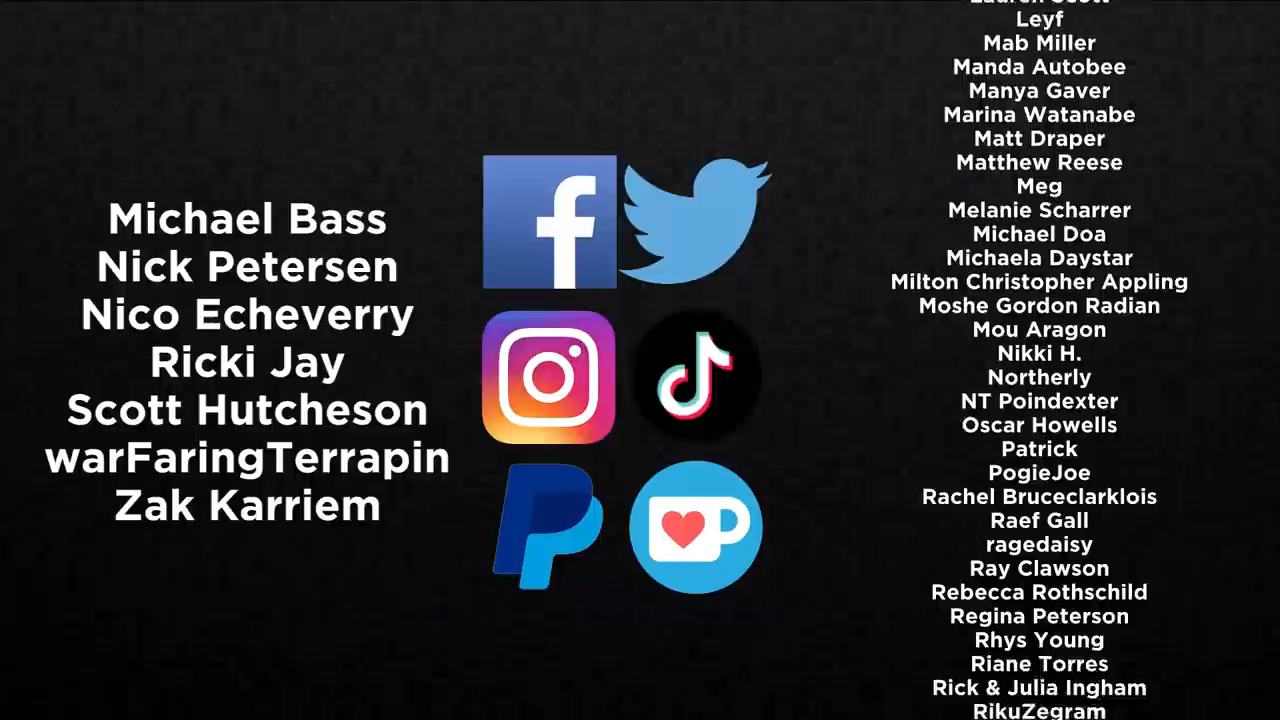 Michael Bass
Nick Petersen
Nico Echeverry
Ricki Jay
Scott Hutcheson
warFaringTerrapin
Zak Karriem
Lauren Scott
Leyf
Mab Miller
Manda Autobee
Manya Gaver
Marina Watanabe
Matt Draper
Matthew Reese
Meg
Melanie Scharrer
Michael Doa
Michaela Daystar
Milton Christopher Appling
Moshe Gordon Radian
Mou Aragon
Nikki H.
Northerly
NT Poindexter
Oscar Howells
Patrick
PogieJoe
Rachel Bruceclarklois
Raef Gall
ragedaisy
Ray Clawson
Rebecca Rothschild
Regina Peterson
Rhys Young
Riane Torres
Rick & Julia Ingham
RikuZegram